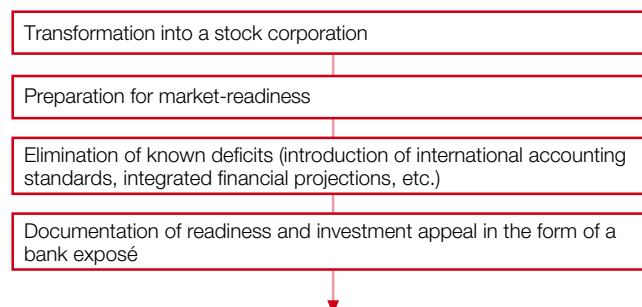 Transformation into a stock corporation
Preparation for market-readiness
Elimination of known deficits (introduction of international accounting
standards, integrated financial projections, etc.)
Documentation of readiness and investment appeal in the form of a
bank exposé